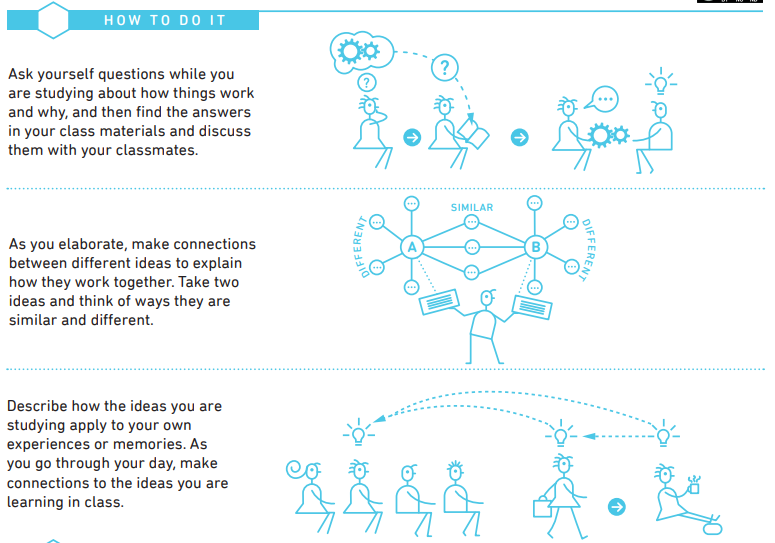 HOW TO DO IT
Ask yourself questions while you
are studying about how things work
and why, and then find the answers
in your class materials and discuss
them with your classmates.
?
?
...
As you elaborate, make connections
between different ideas to explain
how they work together. Take two
ideas and think of ways they are
similar and different.
SIMILAR
DIFFERENT
A
B
DIFFERENT
Describe how the ideas you are
studying apply to your own
experiences or memories. As
you go through your day, make
connections to the ideas you are
learning in class.